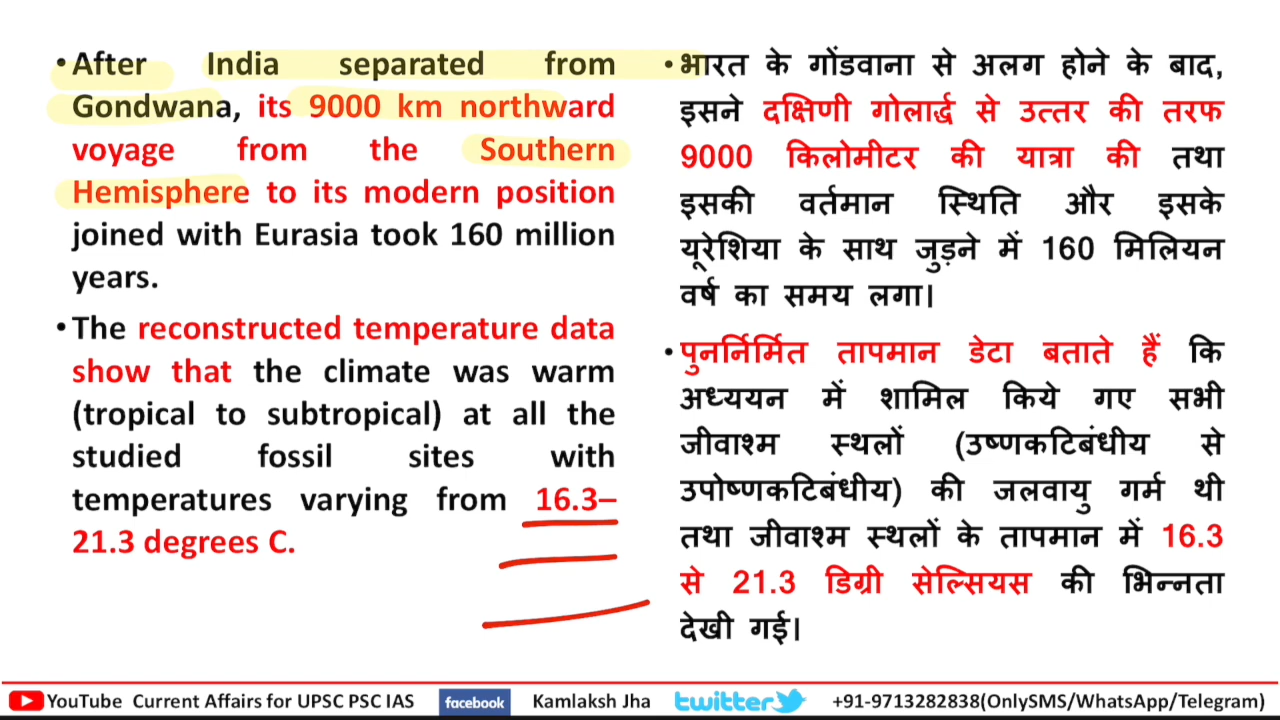 •After India separated from
Gondwana, its 9000 km northward
voyage from the Southern
Hemisphere to its modern position
joined with Eurasia took 160 million
years.
•The reconstructed temperature data
show that the climate was warm
(tropical to subtropical) at all the
studied fossil sites with
temperatures varying from 16.3–
21.3 degrees C.
•भारत के गोंडवाना से अलग होने के बाद,
इसने दक्षिणी गोलार्द्ध से उत्तर की तरफ
9000 किलोमीटर की यात्रा की तथा
इसकी वर्तमान स्थिति और इसके
यूरेशिया के साथ जुड़ने में 160 मिलियन
वर्ष का समय लगा।
•पुनर्निर्मित तापमान डेटा बताते हैं कि
अध्ययन में शामिल किये गए सभी
जीवाश्म स्थलों (उष्णकटिबंधीय से
उपोष्णकटिबंधीय) की जलवायु गर्म थी
तथा जीवाश्म स्थलों के तापमान में 16.3
से 21.3 डिग्री सेल्सियस की भिन्नता
देखी गई।
YouTube Current Affairs for UPSC PSC IAS facebook Kamlaksh Jha twitter +91-9713282838(OnlySMS/WhatsApp/Telegram)